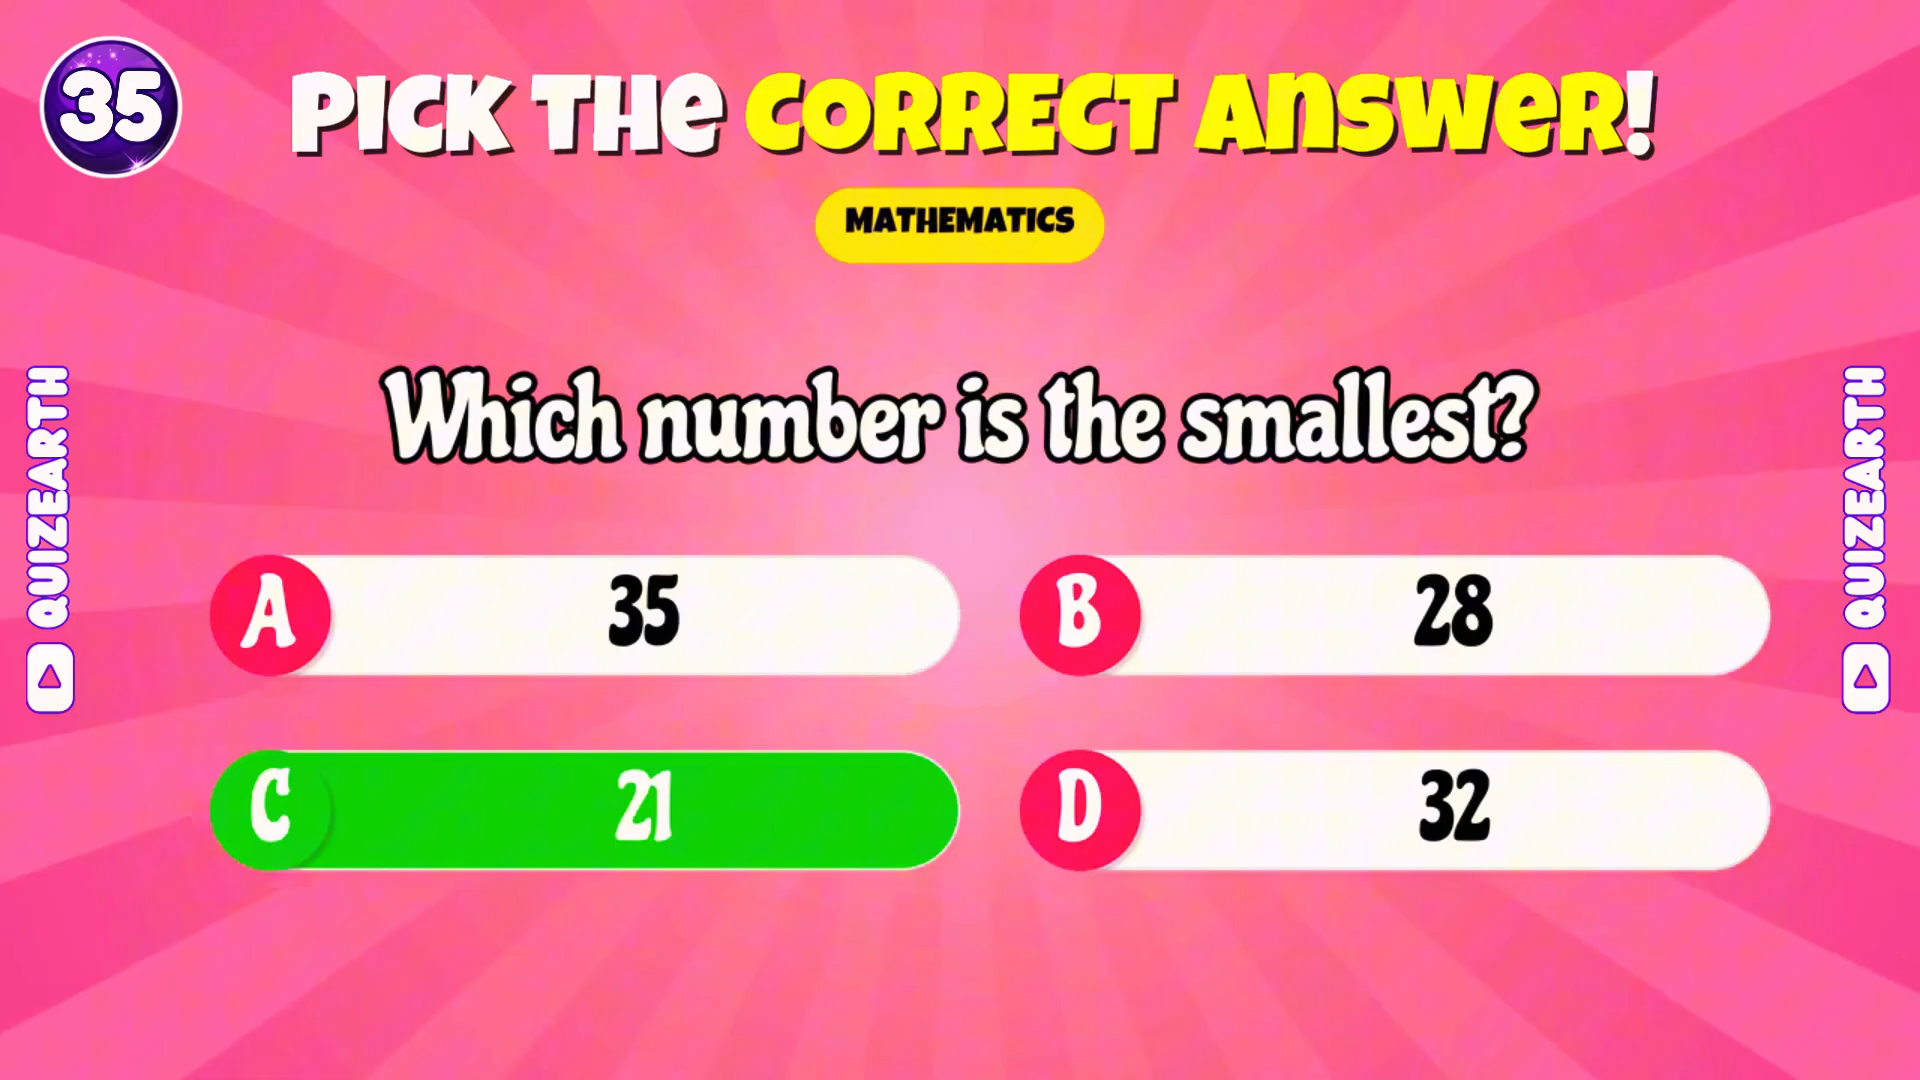 35
PICK THE CORRECT ANSWER!
MATHEMATICS
Which number is the smallest?
A 35
B 28
C 21
D 32
QUIZEARTH
QUIZEARTH